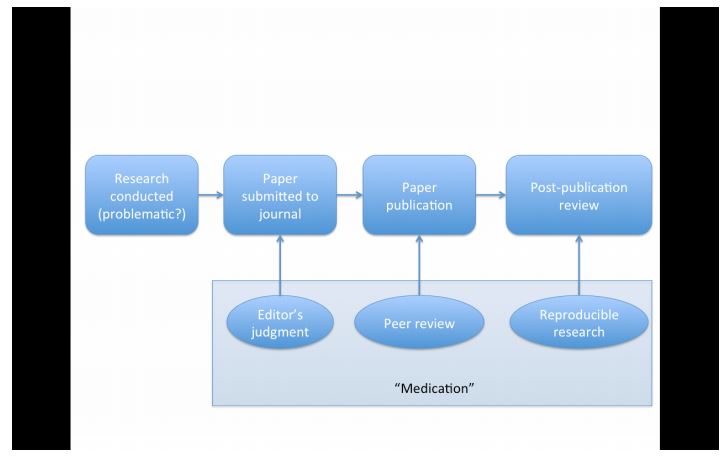 Research
conducted
(problematic?)
Paper
submitted to
journal
Paper
publication
Post-publication
review
Editor's
judgment
Peer review
Reproducible
research
“Medication”